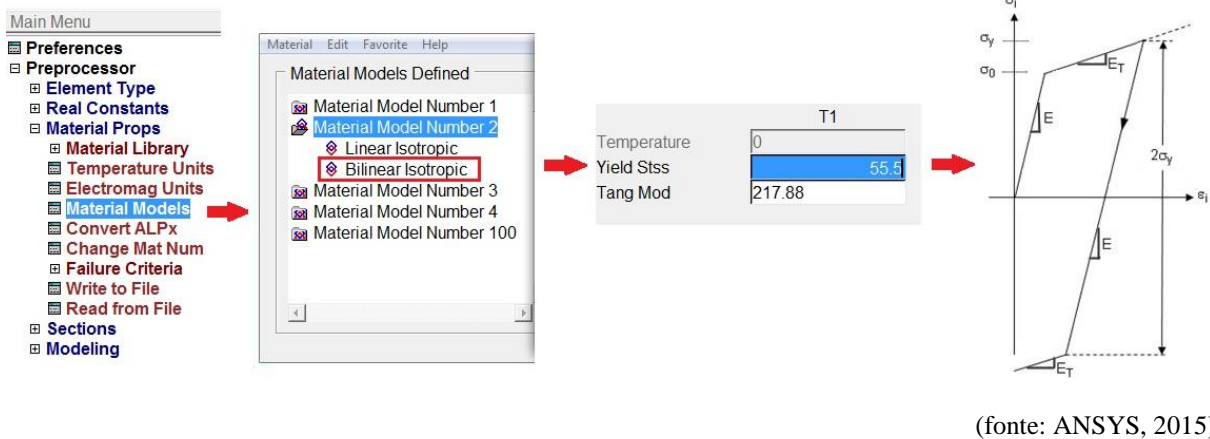 Main Menu
Preferences
Preprocessor
Element Type
Real Constants
Material Props
Material Library
Temperature Units
Electromag Units
Material Models
Convert ALPx
Change Mat Num
Failure Criteria
Write to File
Read from File
Sections
Modeling
Material Edit Favorite Help
Material Models Defined
Material Model Number 1
Material Model Number 2
Linear Isotropic
Bilinear Isotropic
Material Model Number 3
Material Model Number 4
Material Model Number 100
T1
Temperature 0
Yield Stss 55.5
Tang Mod 217.88
σy
σ0
ET
E
2σy
εi
E
ET
(fonte: ANSYS, 2015)